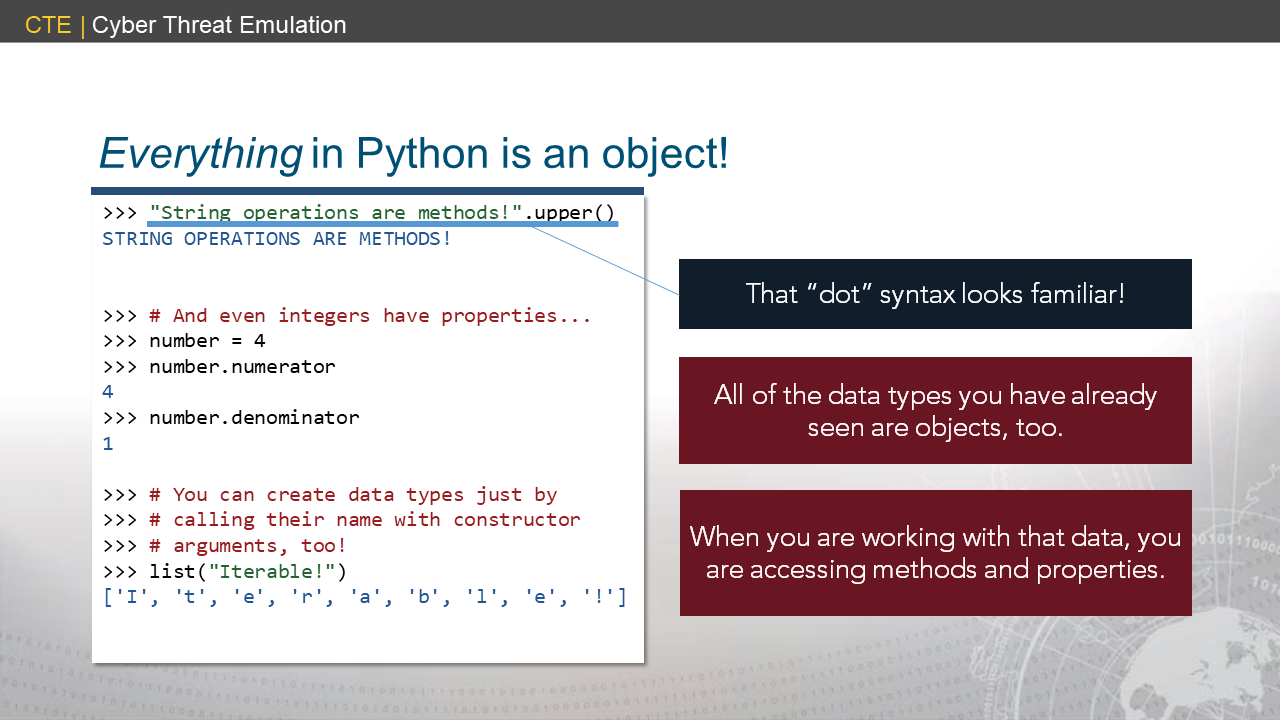 CTE | Cyber Threat Emulation
Everything in Python is an object!
>>> "String operations are methods!".upper()
STRING OPERATIONS ARE METHODS!
>>> # And even integers have properties...
>>> number = 4
>>> number.numerator
4
>>> number.denominator
1
>>> # You can create data types just by
>>> # calling their name with constructor
>>> # arguments, too!
>>> list("Iterable!")
['I', 't', 'e', 'r', 'a', 'b', 'l', 'e', '!']
That “dot” syntax looks familiar!
All of the data types you have already
seen are objects, too.
When you are working with that data, you
are accessing methods and properties.